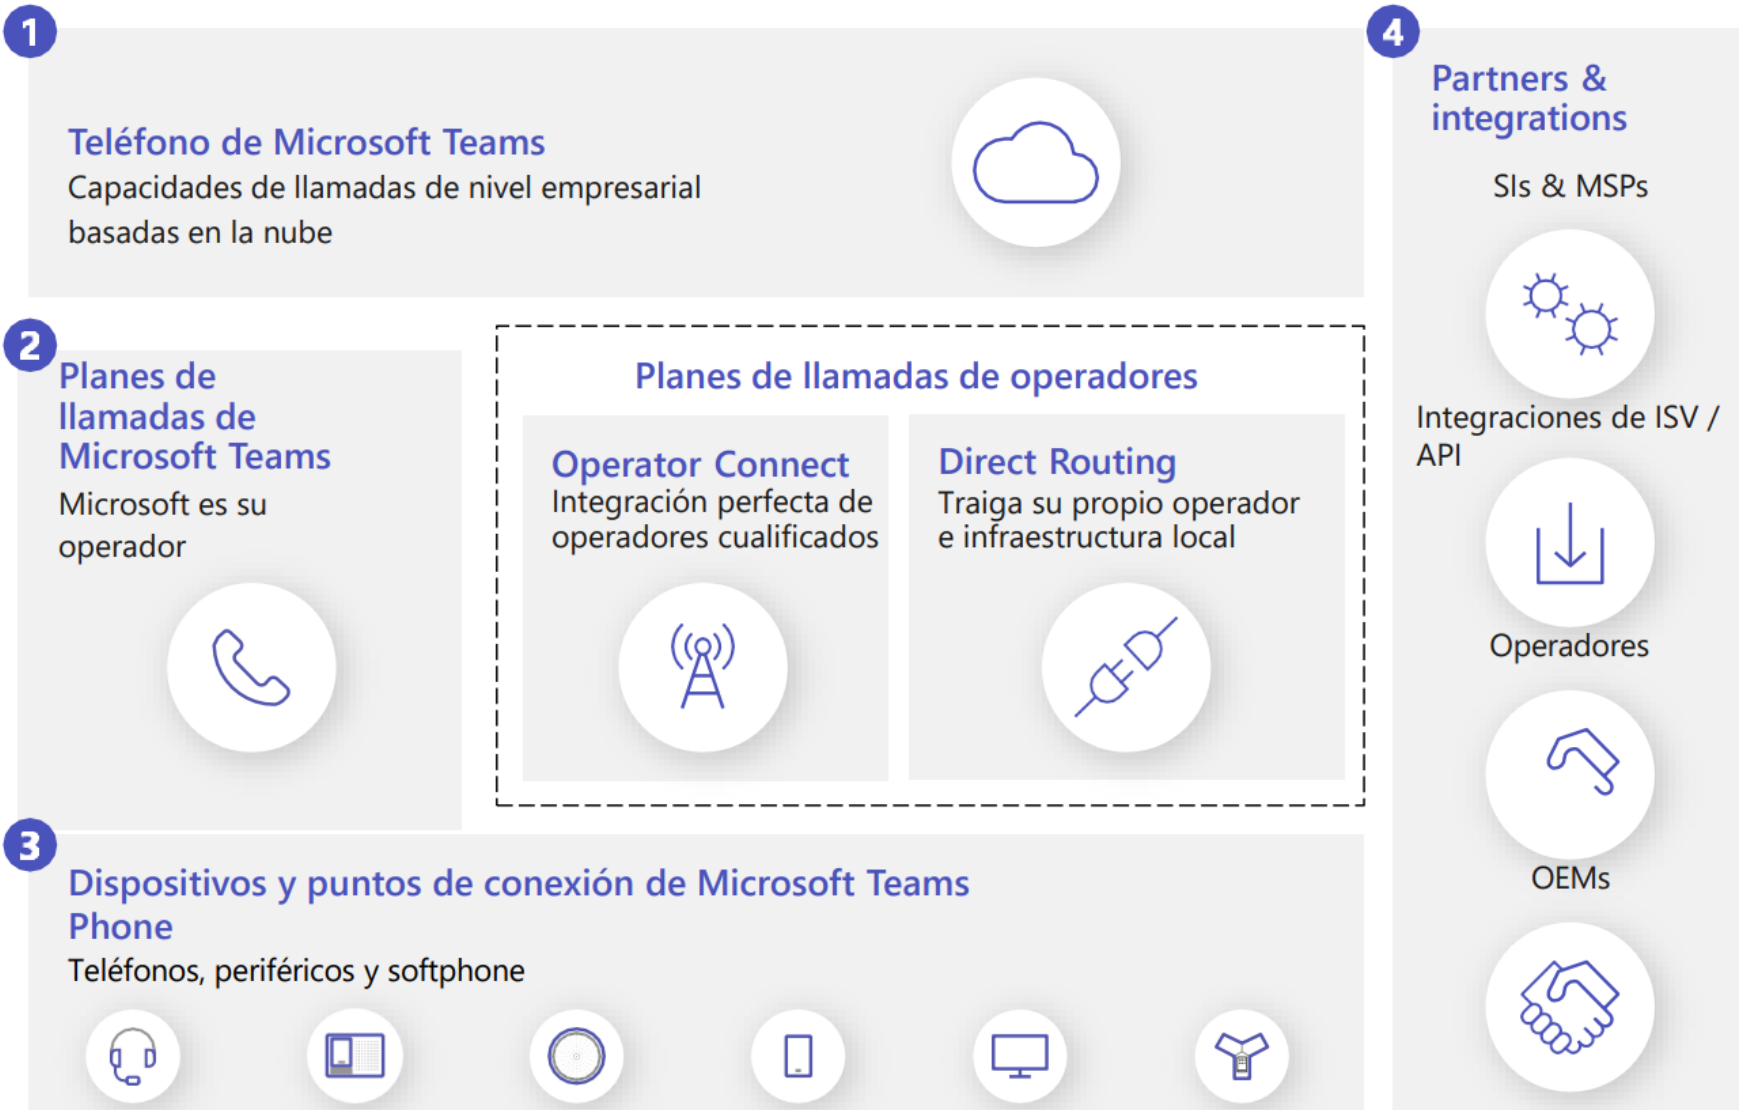 1
Teléfono de Microsoft Teams
Capacidades de llamadas de nivel empresarial
basadas en la nube
2
Planes de
llamadas de
Microsoft Teams
Microsoft es su
operador
Planes de llamadas de operadores
Operator Connect
Integración perfecta de
operadores cualificados
Direct Routing
Traiga su propio operador
e infraestructura local
3
Dispositivos y puntos de conexión de Microsoft Teams
Phone
Teléfonos, periféricos y softphone
4
Partners &
integrations
SIs & MSPs
Integraciones de ISV /
API
Operadores
OEMs